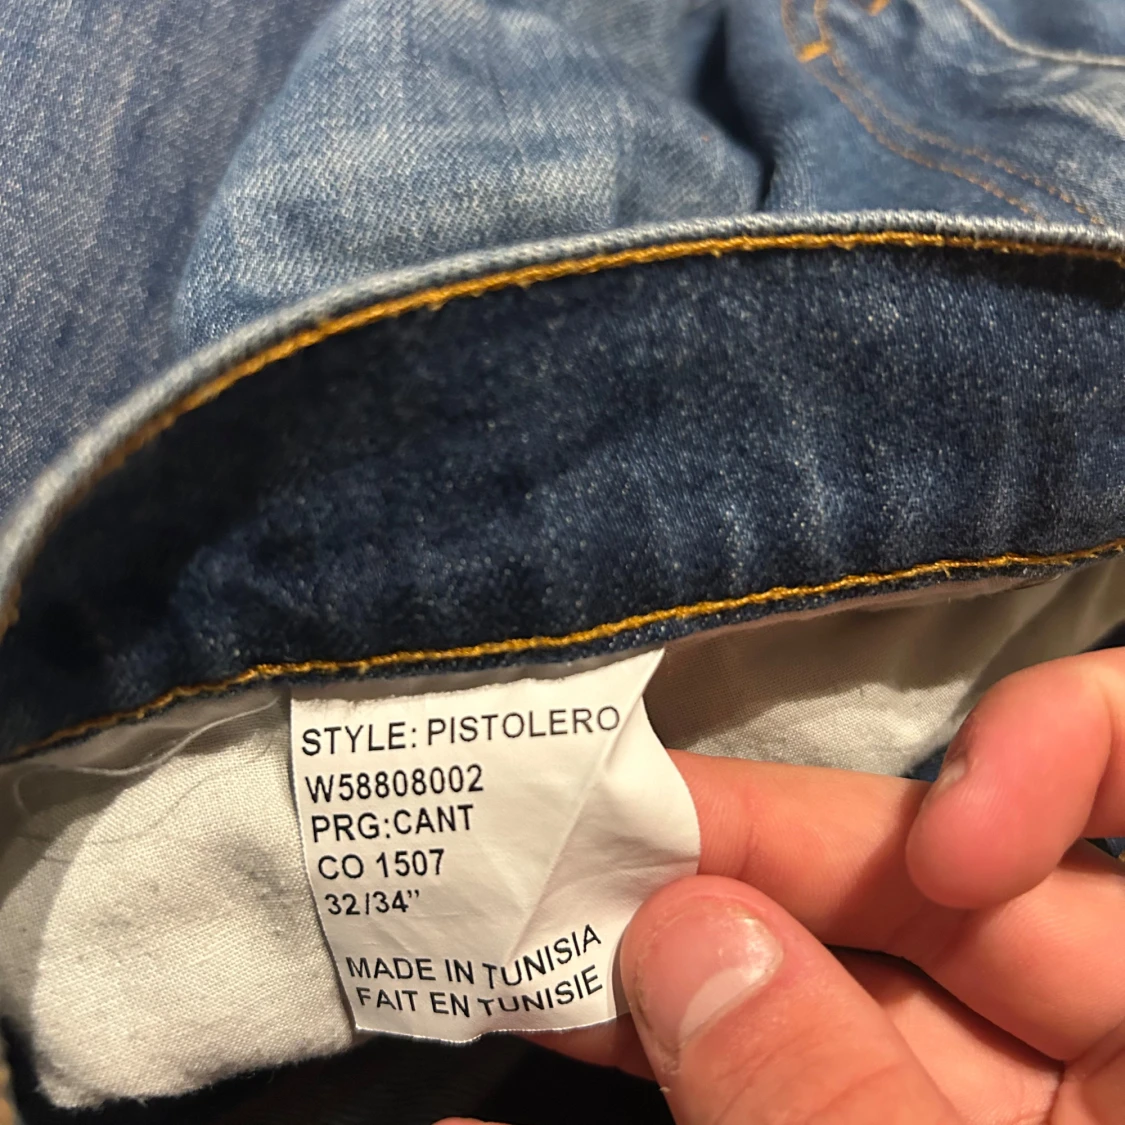 STYLE: PISTOLERO
W58808002
PRG:CANT
CO 1507
32/34”
MADE IN TUNISIA
FAIT EN TUNISIE